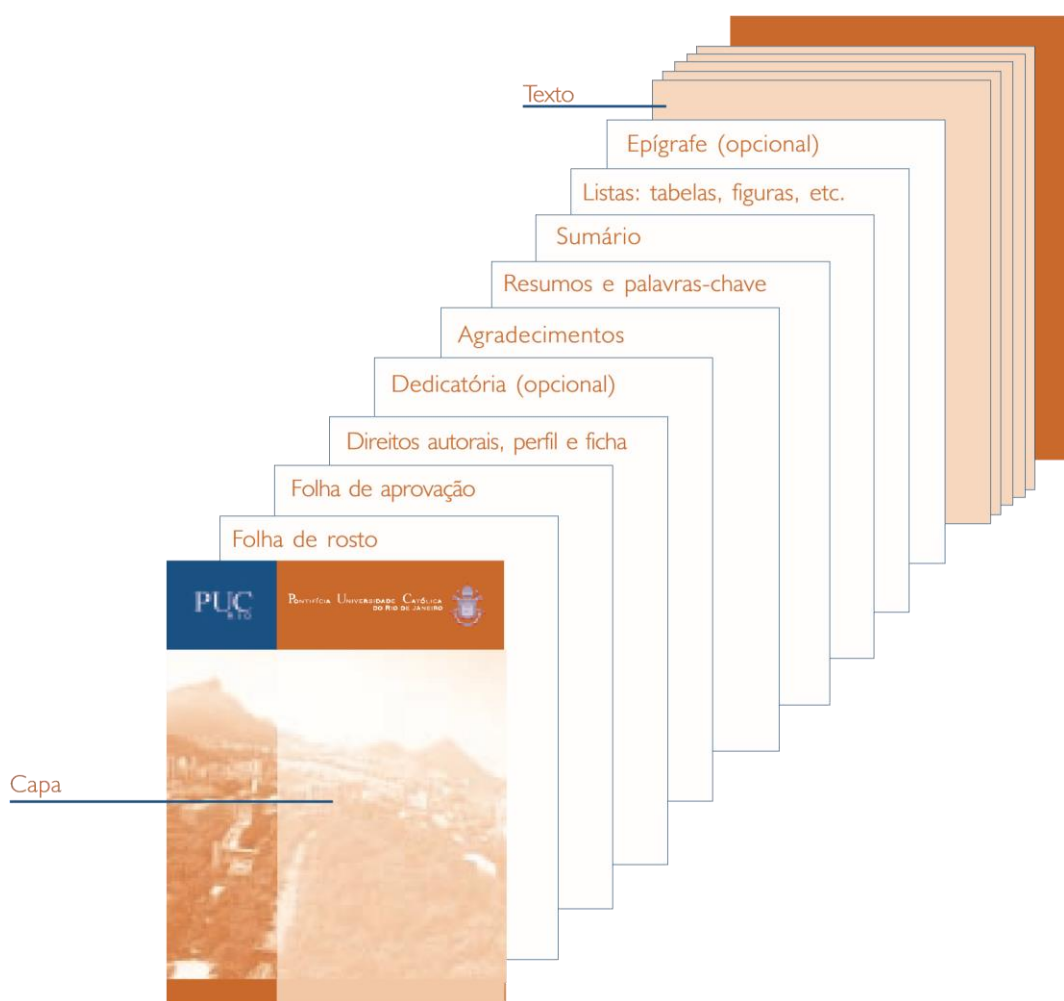 Texto
Epígrafe (opcional)
Listas: tabelas, figuras, etc.
Sumário
Resumos e palavras-chave
Agradecimentos
Dedicatória (opcional)
Direitos autorais, perfil e ficha
Folha de aprovação
Folha de rosto
PUC
RIO
PONTIFÍCIA UNIVERSIDADE CATÓLICA
DO RIO DE JANEIRO
Capa